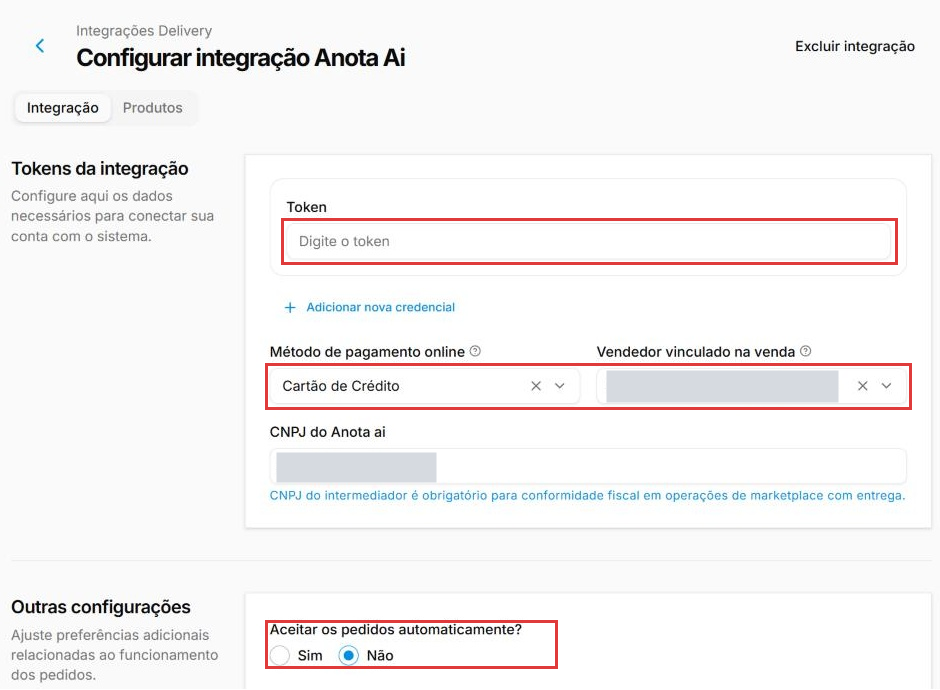 Integrações Delivery
Configurar integração Anota Ai
Excluir integração
Integração
Produtos
Tokens da integração
Configure aqui os dados
necessários para conectar sua
conta com o sistema.
Token
Digite o token
+ Adicionar nova credencial
Método de pagamento online
Vendedor vinculado na venda
Cartão de Crédito
CNPJ do Anota ai
CNPJ do intermediador é obrigatório para conformidade fiscal em operações de marketplace com entrega.
Outras configurações
Ajuste preferências adicionais
relacionadas ao funcionamento
dos pedidos.
Aceitar os pedidos automaticamente?
Sim
Não